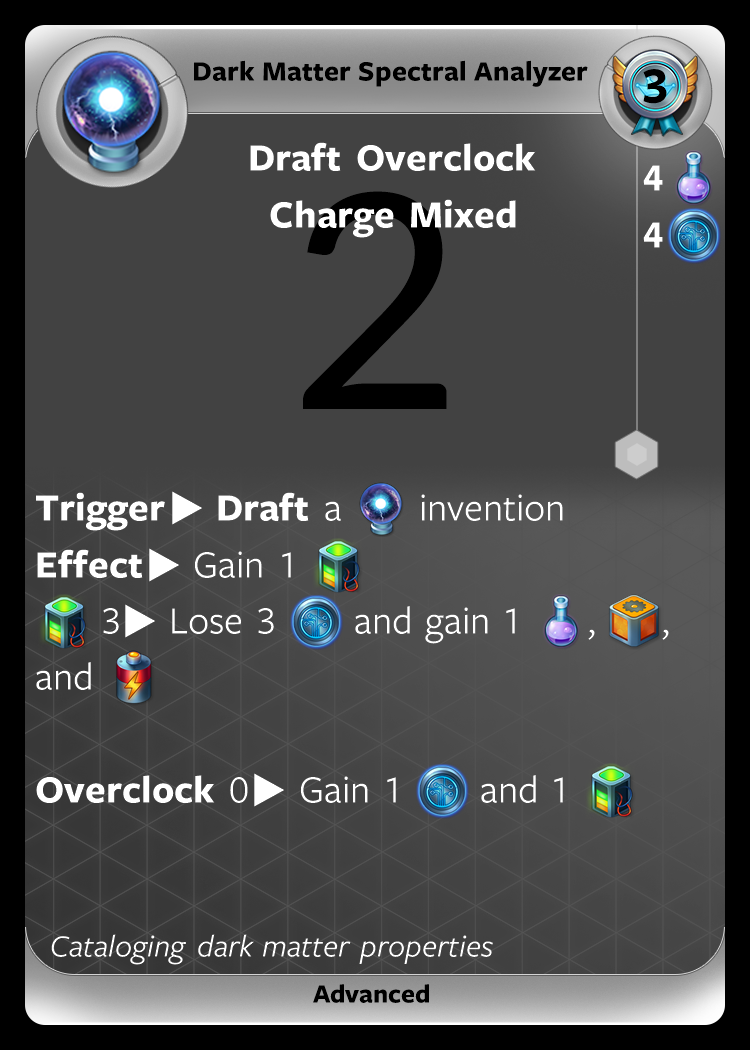 Dark Matter Spectral Analyzer
3
Draft Overclock
4
Charge Mixed
4
2
Trigger▶ Draft a invention
Effect▶ Gain 1
3▶ Lose 3 and gain 1 , ,
and
Overclock 0▶ Gain 1 and 1
Cataloging dark matter properties
Advanced